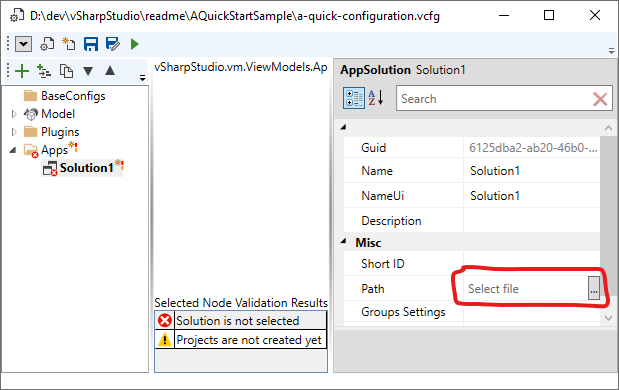 D:\dev\vSharpStudio\readme\AQuickStartSample\a-quick-configuration.vcfg
BaseConfigs
Model
Plugins
Apps
Solution1
vSharpStudio.vm.ViewModels.Ap
Selected Node Validation Results
Solution is not selected
Projects are not created yet
AppSolution Solution1
Search
Guid 6125dba2-ab20-46b0-...
Name Solution1
NameUi Solution1
Description
Misc
Short ID
Path Select file ...
Groups Settings